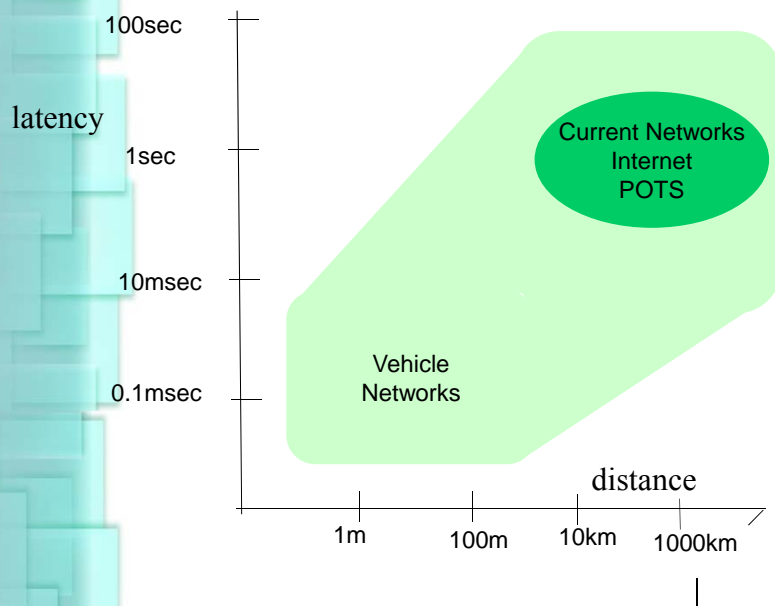 100sec
latency
Current Networks
Internet
POTS
1sec
10msec
Vehicle
Networks
0.1msec
distance
1m
100m
10km
1000km